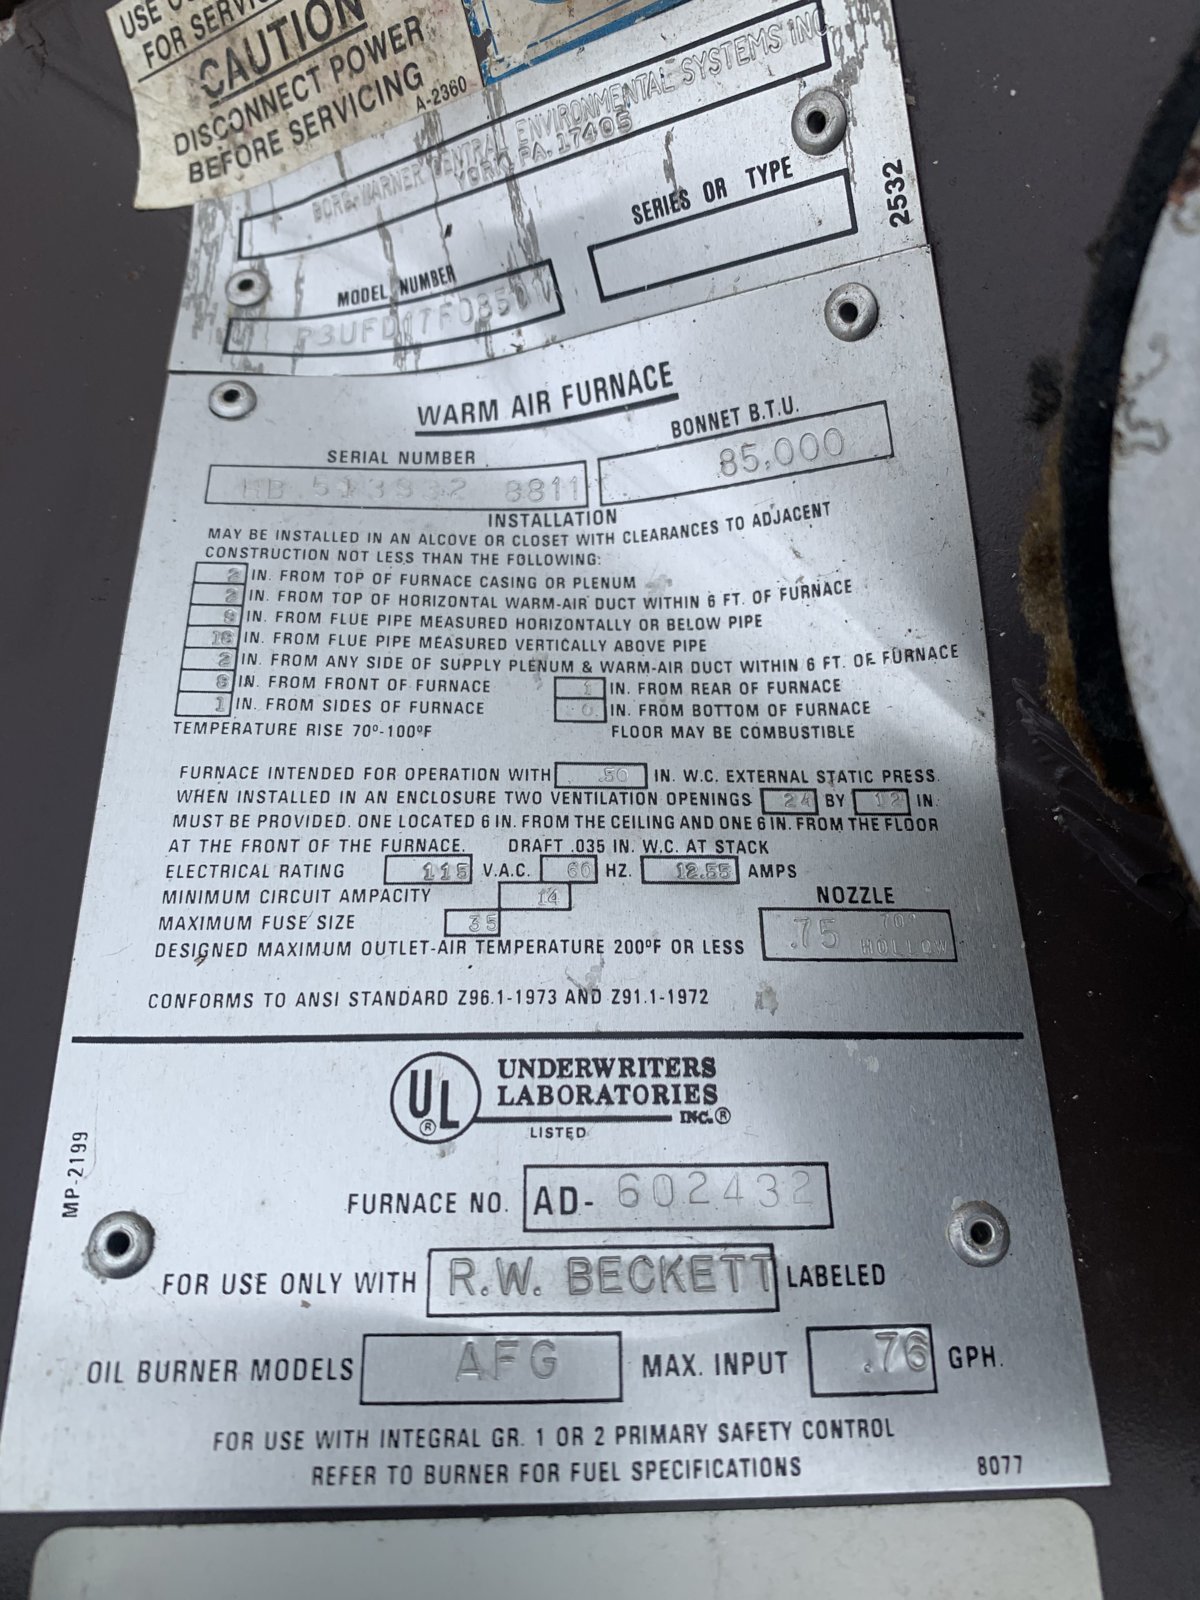 USE
FOR SERVI
CAUTION
DISCONNECT POWER
BEFORE SERVICING
A-2360
BORG WARNER CENTRAL ENVIRONMENTAL SYSTEMS INC
YORK PA. 17405
MODEL NUMBER
SERIES OR TYPE
2532
WARM AIR FURNACE
SERIAL NUMBER
8811
BONNET B.T.U.
85,000
INSTALLATION
MAY BE INSTALLED IN AN ALCOVE OR CLOSET WITH CLEARANCES TO ADJACENT
CONSTRUCTION NOT LESS THAN THE FOLLOWING:
2 IN. FROM TOP OF FURNACE CASING OR PLENUM
2 IN. FROM TOP OF HORIZONTAL WARM-AIR DUCT WITHIN 6 FT. OF FURNACE
IN. FROM FLUE PIPE MEASURED HORIZONTALLY OR BELOW PIPE
IN. FROM FLUE PIPE MEASURED VERTICALLY ABOVE PIPE
2 IN. FROM ANY SIDE OF SUPPLY PLENUM & WARM-AIR DUCT WITHIN 6 FT. OF FURNACE
IN. FROM FRONT OF FURNACE 1 IN. FROM REAR OF FURNACE
1 IN. FROM SIDES OF FURNACE 0 IN. FROM BOTTOM OF FURNACE
TEMPERATURE RISE 70°-100°F FLOOR MAY BE COMBUSTIBLE
FURNACE INTENDED FOR OPERATION WITH .50 IN. W.C. EXTERNAL STATIC PRESS.
WHEN INSTALLED IN AN ENCLOSURE TWO VENTILATION OPENINGS 24 BY 12 IN.
MUST BE PROVIDED. ONE LOCATED 6 IN. FROM THE CEILING AND ONE 6 IN. FROM THE FLOOR
AT THE FRONT OF THE FURNACE. DRAFT .035 IN. W.C. AT STACK
ELECTRICAL RATING 115 V.A.C. 60 HZ. 12.55 AMPS
MINIMUM CIRCUIT AMPACITY 14
MAXIMUM FUSE SIZE 35
NOZZLE
.75 70° HOLLOW
DESIGNED MAXIMUM OUTLET-AIR TEMPERATURE 200°F OR LESS
CONFORMS TO ANSI STANDARD Z96.1-1973 AND Z91.1-1972
UL ®
UNDERWRITERS
LABORATORIES
INC.®
LISTED
MP-2199
FURNACE NO. AD- 602432
FOR USE ONLY WITH R.W. BECKETT LABELED
OIL BURNER MODELS AFG MAX. INPUT .76 GPH.
FOR USE WITH INTEGRAL GR. 1 OR 2 PRIMARY SAFETY CONTROL
REFER TO BURNER FOR FUEL SPECIFICATIONS
8077